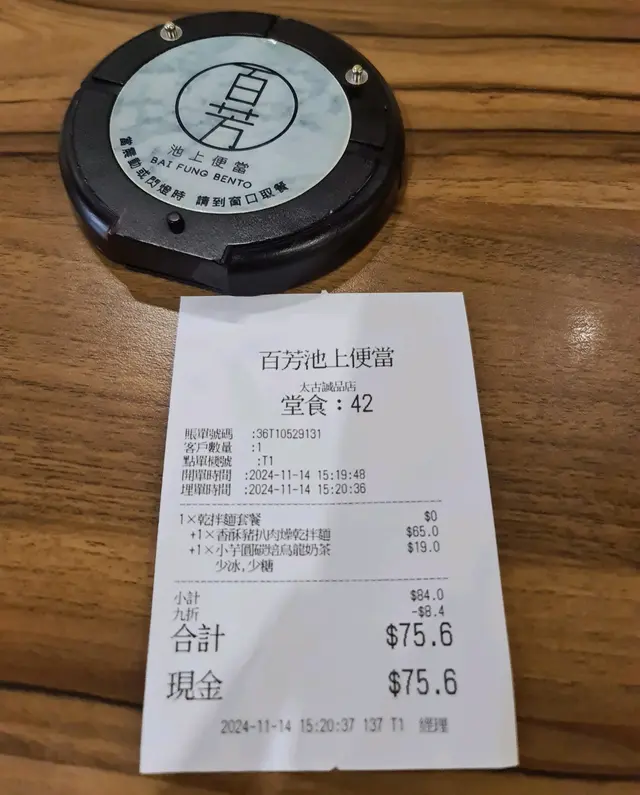 百芳
池上便當
BAI FUNG BENTO
當震動或閃燈時 請到窗口取餐
百芳池上便當
太古誠品店
堂食：42
賬單號碼 :36T10529131
客戶數量 :1
點單機號 :T1
開單時間 :2024-11-14 15:19:48
埋單時間 :2024-11-14 15:20:36
1×乾拌麵套餐 $0
+1×香酥豬扒肉燥乾拌麵 $65.0
+1×小芋圓碳焙烏龍奶茶 $19.0
少冰,少糖
小計 $84.0
九折 -$8.4
合計 $75.6
現金 $75.6
2024-11-14 15:20:37 137 T1 經理